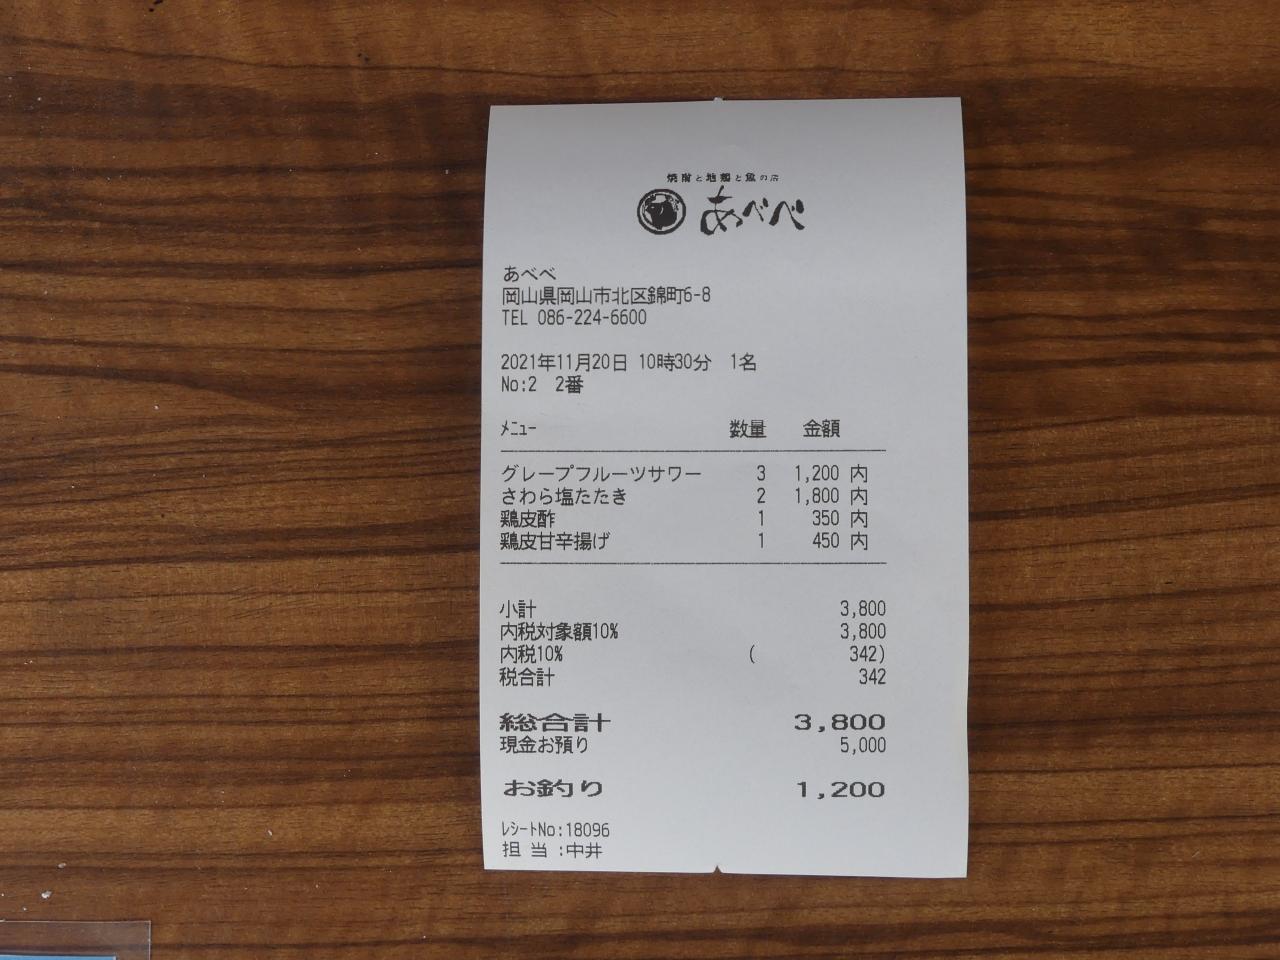 焼酎と地鶏と魚の店
あべべ
あべべ
岡山県岡山市北区錦町6-8
TEL 086-224-6600
2021年11月20日 10時30分 1名
No:2 2番
ﾒﾆｭｰ 数量 金額
グレープフルーツサワー 3 1,200 内
さわら塩たたき 2 1,800 内
鶏皮酢 1 350 内
鶏皮甘辛揚げ 1 450 内
小計 3,800
内税対象額10% 3,800
内税10% ( 342)
税合計 342
総合計 3,800
現金お預り 5,000
お釣り 1,200
ﾚｼｰﾄNo:18096
担 当 :中井